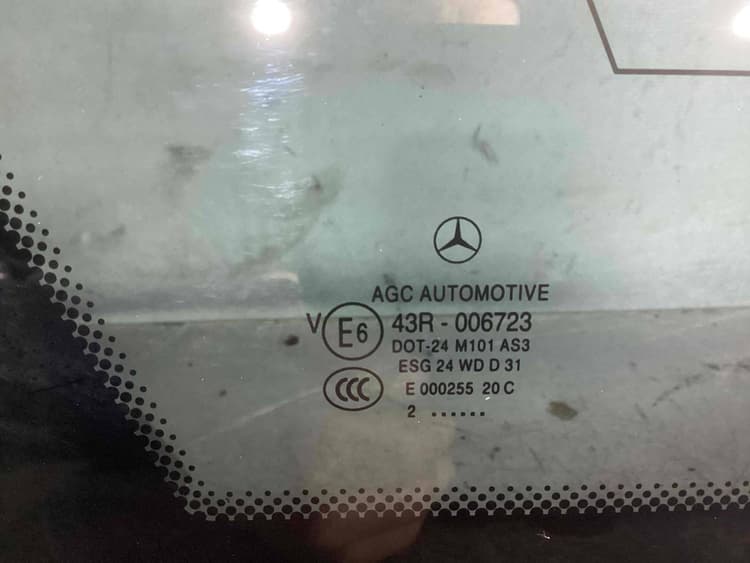 AGC AUTOMOTIVE
V E6 43R - 006723
DOT-24 M101 AS3
ESG 24 WD D 31
CCC E 000255 20 C
2 ......